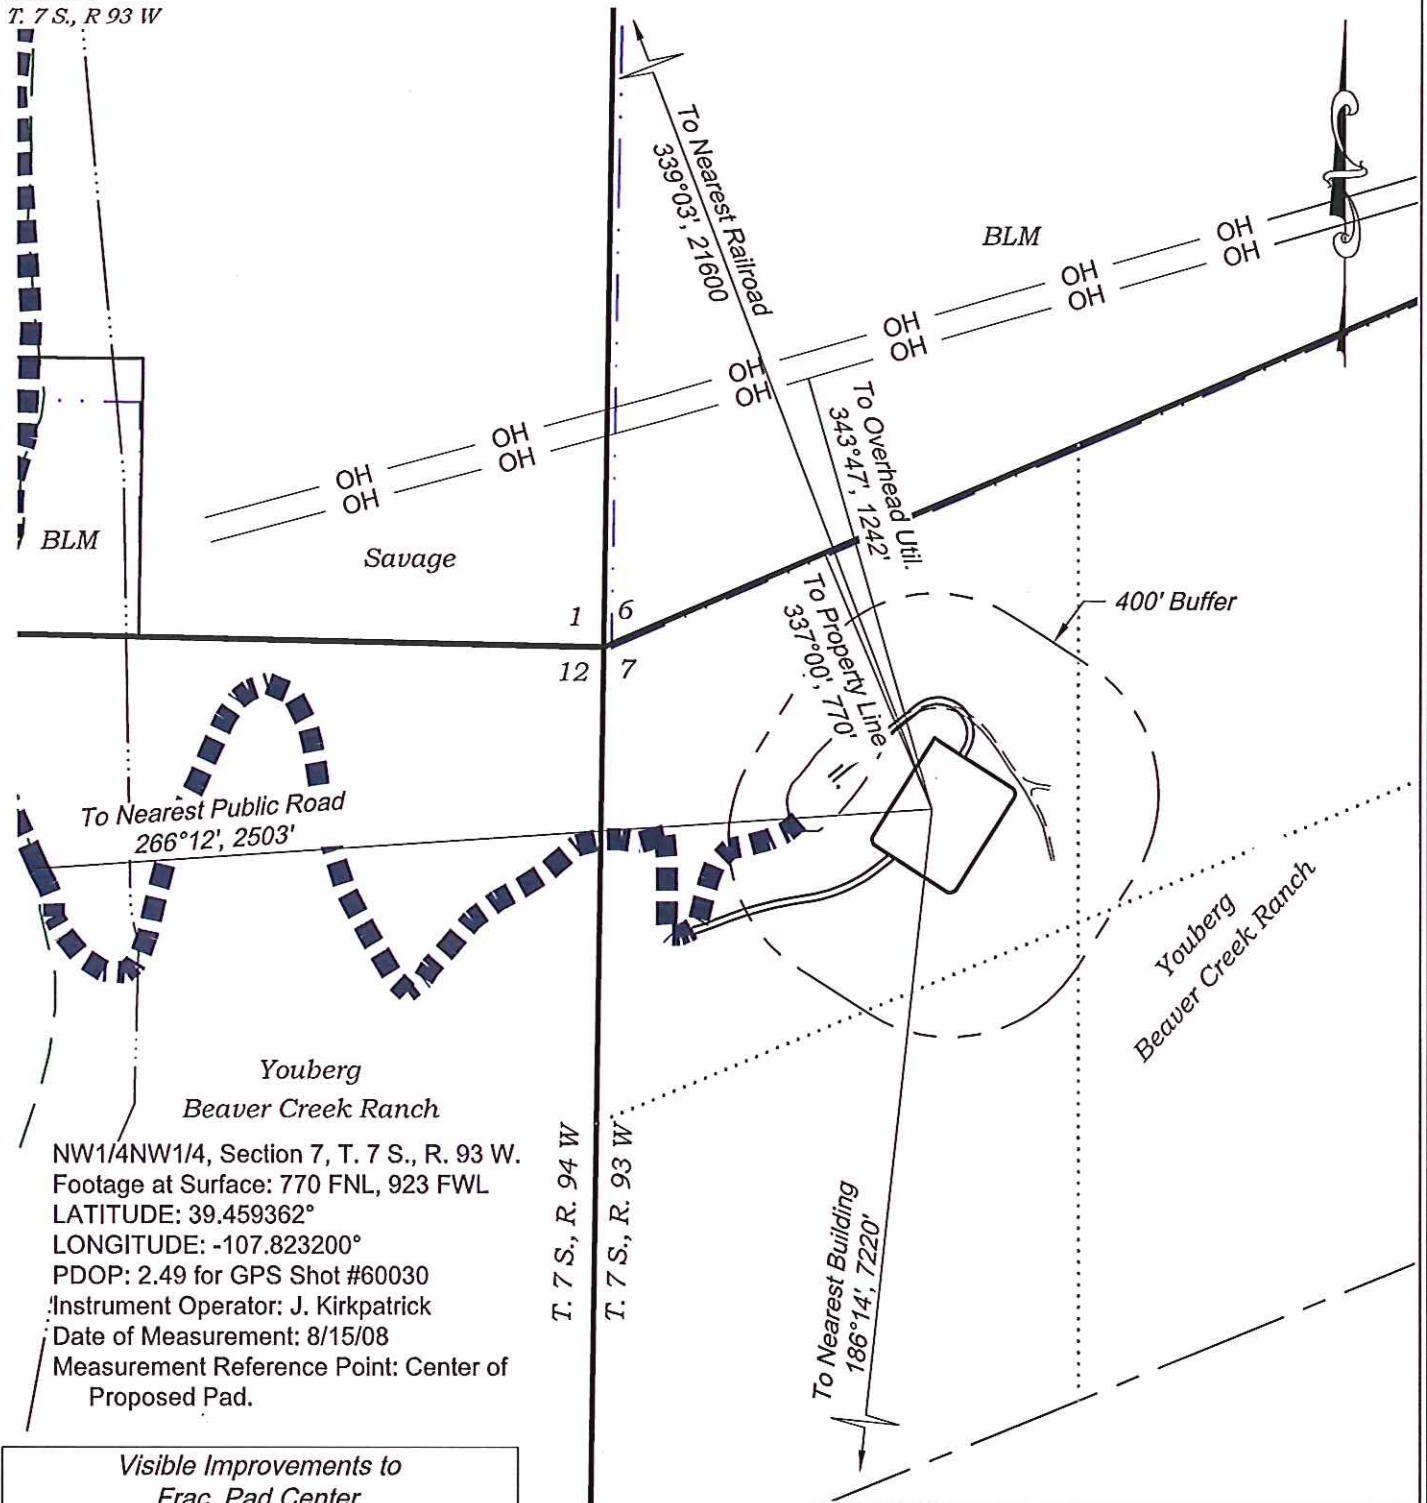 T. 7 S., R 93 W
To Nearest Railroad
339°03', 21600
BLM
OH
OH
OH
OH
OH
OH
OH
OH
OH
OH
OH
OH
To Overhead Util.
343°47', 1242'
BLM
Savage
1
6
12
7
To Property Line
337°00', 770'
400' Buffer
To Nearest Public Road
266°12', 2503'
Youberg
Beaver Creek Ranch
Youberg
Beaver Creek Ranch
NW1/4NW1/4, Section 7, T. 7 S., R. 93 W.
Footage at Surface: 770 FNL, 923 FWL
LATITUDE: 39.459362°
LONGITUDE: -107.823200°
PDOP: 2.49 for GPS Shot #60030
Instrument Operator: J. Kirkpatrick
Date of Measurement: 8/15/08
Measurement Reference Point: Center of
Proposed Pad.
T. 7 S., R. 94 W
T. 7 S., R. 93 W
To Nearest Building
186°14', 7220'
Visible Improvements to
Frac. Pad Center